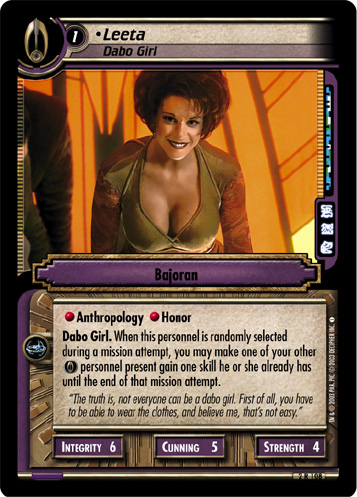 1
•Leeta
Dabo Girl
Bajoran
Anthropology Honor
Dabo Girl. When this personnel is randomly selected
during a mission attempt, you may make one of your other
personnel present gain one skill he or she already has
until the end of that mission attempt.
"The truth is, not everyone can be a dabo girl. First of all, you have
to be able to wear the clothes, and believe me, that's not easy."
INTEGRITY 6 CUNNING 5 STRENGTH 4